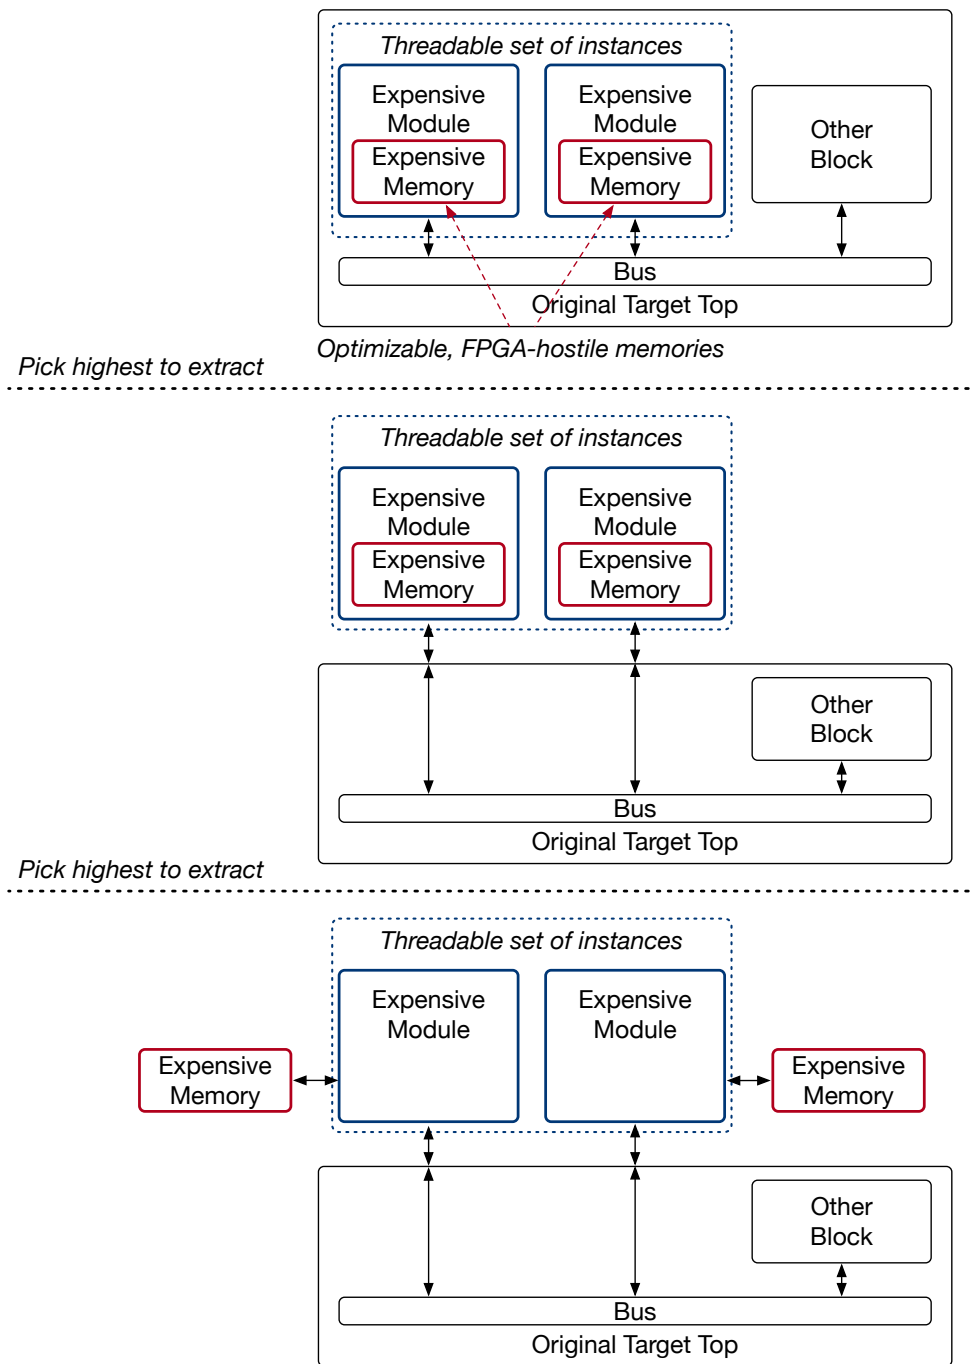 Threadable set of instances
Expensive
Module
Expensive
Memory
Expensive
Module
Expensive
Memory
Other
Block
Bus
Original Target Top
Optimizable, FPGA-hostile memories
Pick highest to extract
Threadable set of instances
Expensive
Module
Expensive
Memory
Expensive
Module
Expensive
Memory
Other
Block
Bus
Original Target Top
Pick highest to extract
Threadable set of instances
Expensive
Module
Expensive
Module
Expensive
Memory
Expensive
Memory
Other
Block
Bus
Original Target Top